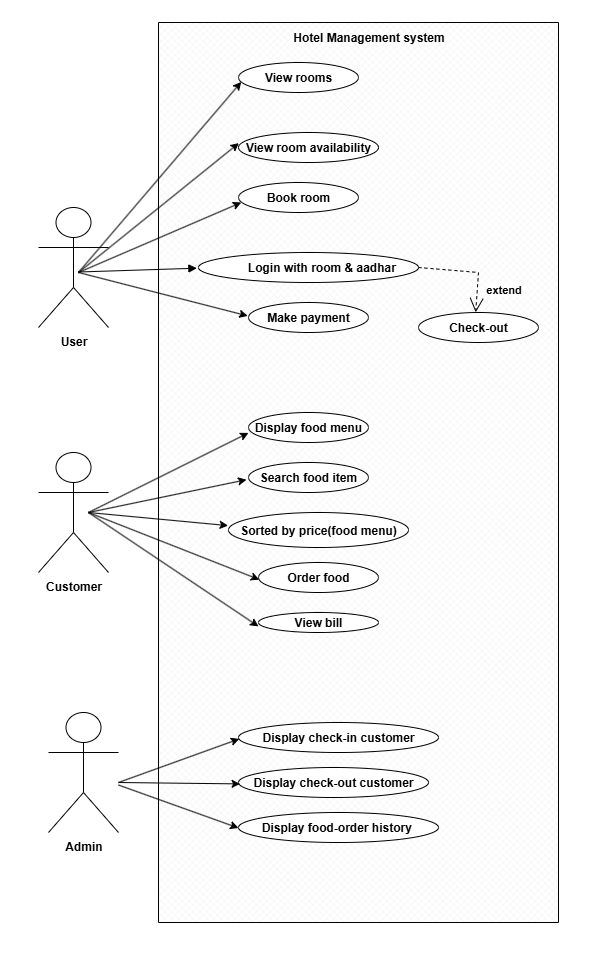 Hotel Management system
View rooms
View room availability
Book room
Login with room & aadhar
extend
Make payment
Check-out
User
Display food menu
Search food item
Sorted by price(food menu)
Order food
Customer
View bill
Display check-in customer
Display check-out customer
Display food-order history
Admin